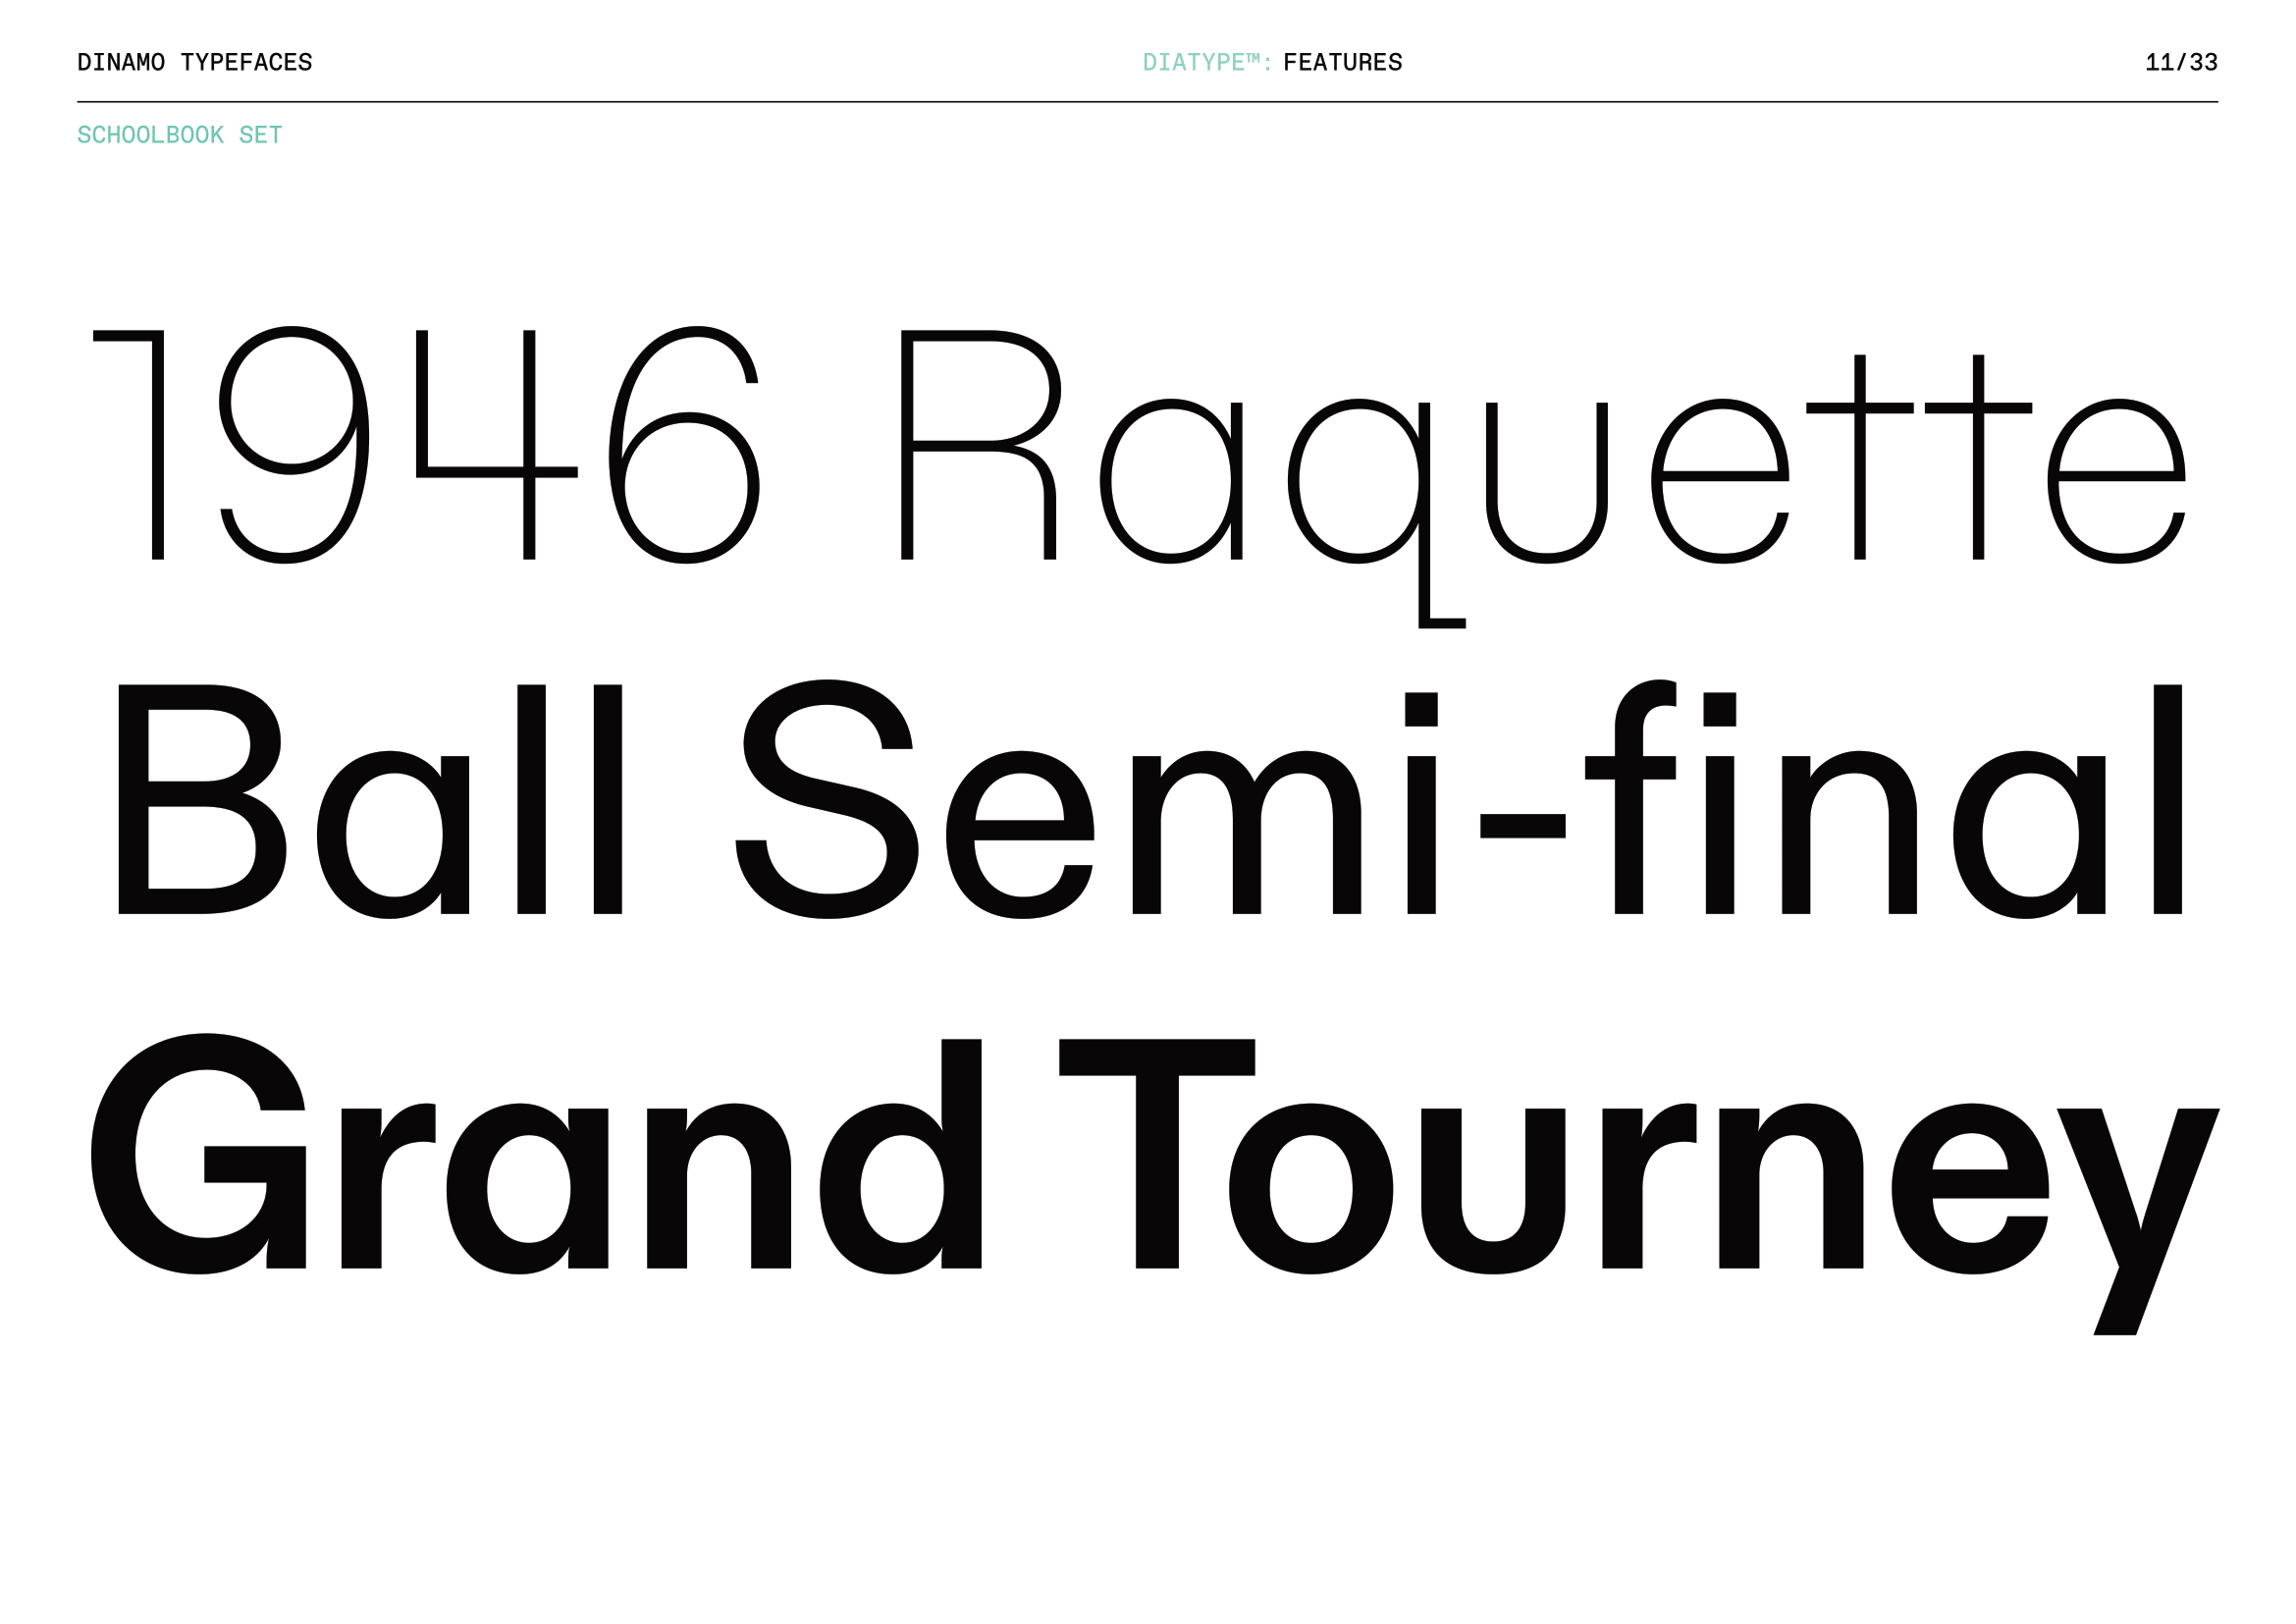 DINAMO TYPEFACES
DIATYPE™: FEATURES
11/33
SCHOOLBOOK SET
1946 Raquette
Ball Semi-final
Grand Tourney